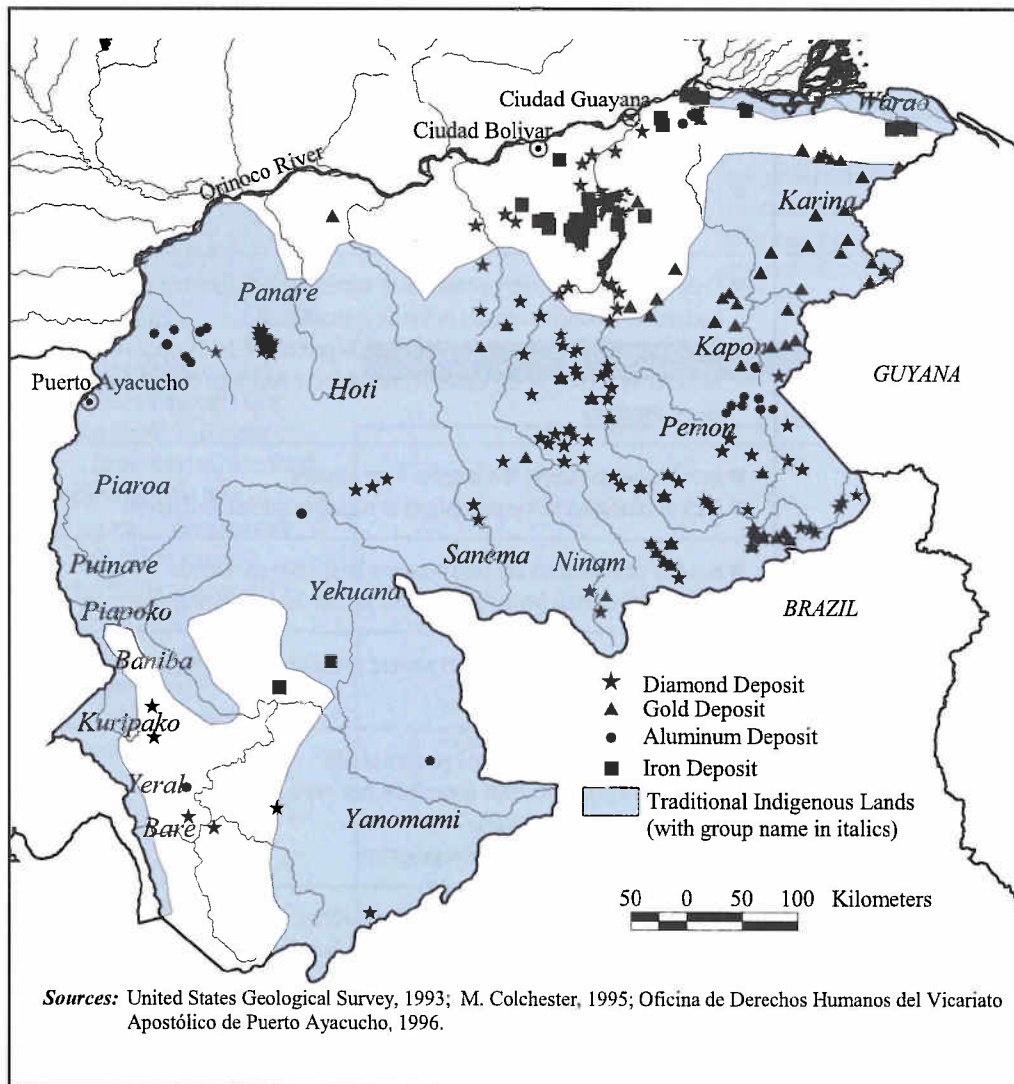 Ciudad Guayana
Warao
Ciudad Bolivar
Orinoco River
Karina
Panare
Kapon
Puerto Ayacucho
Hoti
GUYANA
Pemon
Piaroa
Sanema
Ninam
Puinave
Yekuana
Piapoko
BRAZIL
Baniba
Kuripako
Yeral
Bare
Yanomami
Diamond Deposit
Gold Deposit
Aluminum Deposit
Iron Deposit
Traditional Indigenous Lands
(with group name in italics)
50 0 50 100 Kilometers
Sources: United States Geological Survey, 1993; M. Colchester, 1995; Oficina de Derechos Humanos del Vicariato
Apostólico de Puerto Ayacucho, 1996.